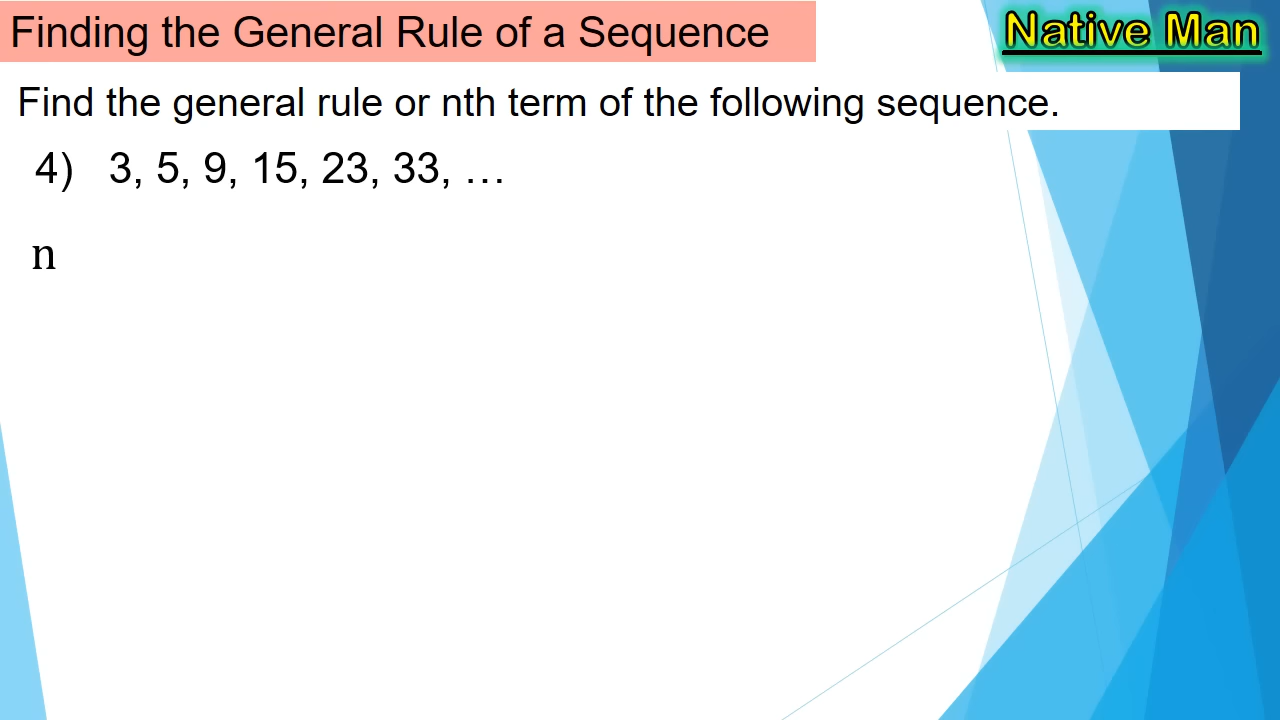 Finding the General Rule of a Sequence
Native Man
Find the general rule or nth term of the following sequence.
4) 3, 5, 9, 15, 23, 33, …
n